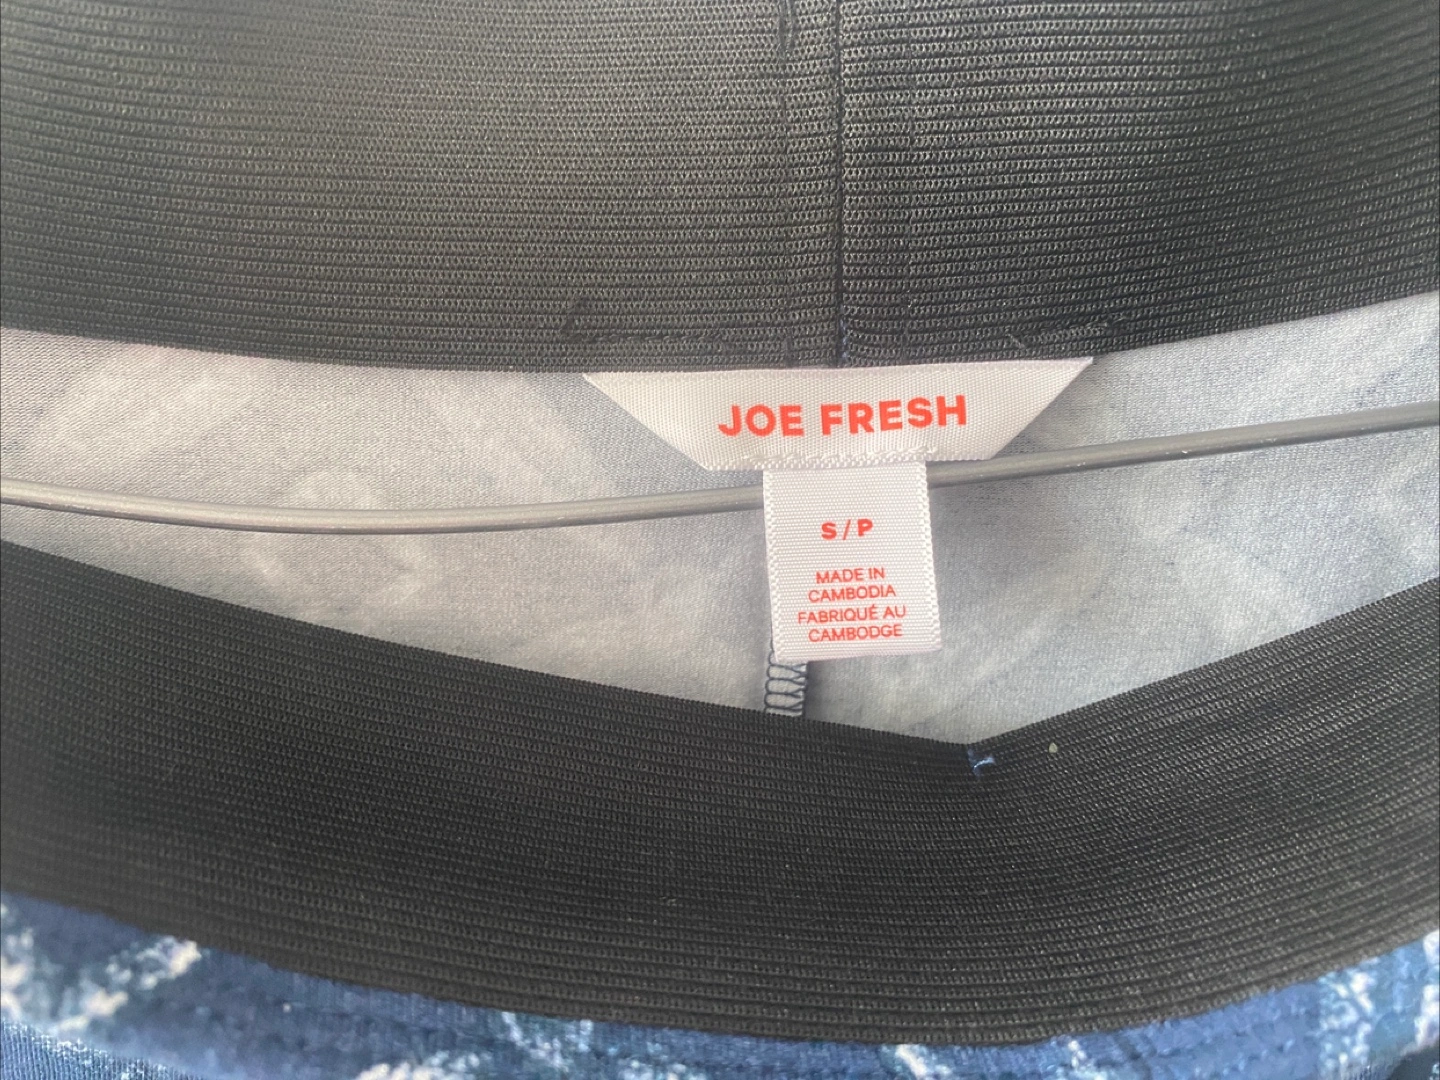 JOE FRESH
S/P
MADE IN
CAMBODIA
FABRIQUÉ AU
CAMBODGE